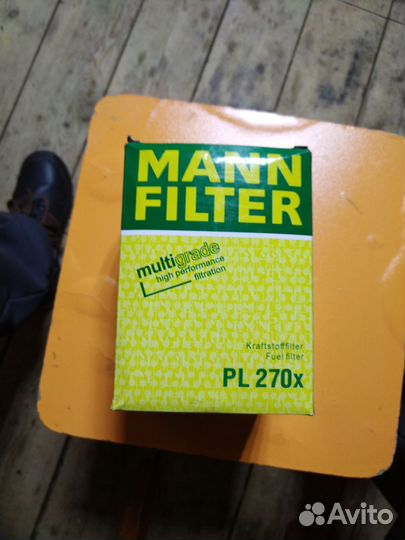 MANN
FILTER
multigrade
high performance
filtration
Kraftstofffilter
Fuel filter
PL 270x
Avito